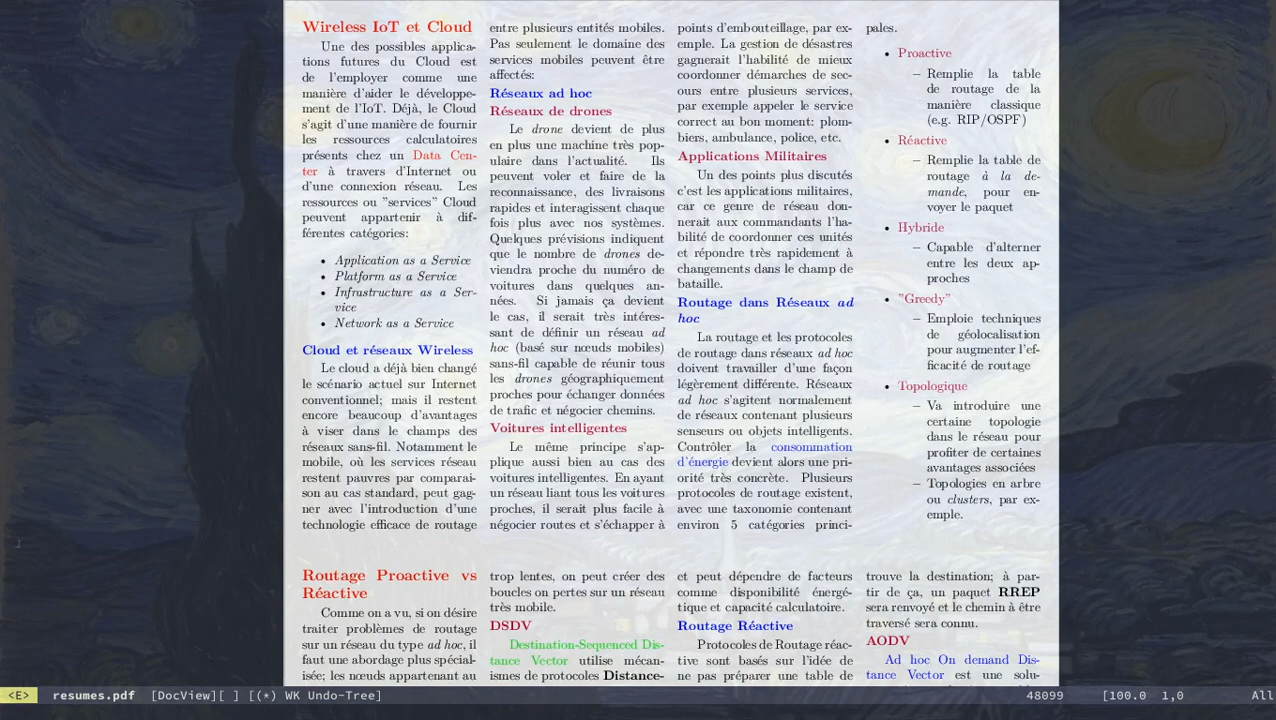 Wireless IoT et Cloud
Une des possibles applica-
tions futures du Cloud est
de l'employer comme une
manière d'aider le développe-
ment de l'IoT. Déjà, le Cloud
s'agit d'une manière de fournir
les ressources calculatoires
présents chez un Data Cen-
ter à travers d'Internet ou
d'une connexion réseau. Les
ressources ou "services" Cloud
peuvent appartenir à dif-
férentes catégories:
• Application as a Service
• Platform as a Service
• Infrastructure as a Ser-
vice
• Network as a Service
Cloud et réseaux Wireless
Le cloud a déjà bien changé
le scénario actuel sur Internet
conventionnel; mais il restent
encore beaucoup d'avantages
à viser dans le champs des
réseaux sans-fil. Notamment le
mobile, où les services réseau
restent pauvres par comparai-
son au cas standard, peut gag-
ner avec l'introduction d'une
technologie efficace de routage
entre plusieurs entités mobiles.
Pas seulement le domaine des
services mobiles peuvent être
affectés:
Réseaux ad hoc
Réseaux de drones
Le drone devient de plus
en plus une machine très pop-
ulaire dans l'actualité. Ils
peuvent voler et faire de la
reconnaissance, des livraisons
rapides et interagissent chaque
fois plus avec nos systèmes.
Quelques prévisions indiquent
que le nombre de drones de-
viendra proche du numéro de
voitures dans quelques an-
nées. Si jamais ça devient
le cas, il serait très intéres-
sant de définir un réseau ad
hoc (basé sur nœuds mobiles)
sans-fil capable de réunir tous
les drones géographiquement
proches pour échanger données
de trafic et négocier chemins.
Voitures intelligentes
Le même principe s'ap-
plique aussi bien au cas des
voitures intelligentes. En ayant
un réseau liant tous les voitures
proches, il serait plus facile à
négocier routes et s'échapper à
points d'embouteillage, par ex-
emple. La gestion de désastres
gagnerait l'habilité de mieux
coordonner démarches de sec-
ours entre plusieurs services,
par exemple appeler le service
correct au bon moment: plom-
biers, ambulance, police, etc.
Applications Militaires
Un des points plus discutés
c'est les applications militaires,
car ce genre de réseau don-
nerait aux commandants l'ha-
bilité de coordonner ces unités
et répondre très rapidement à
changements dans le champ de
bataille.
Routage dans Réseaux ad
hoc
La routage et les protocoles
de routage dans réseaux ad hoc
doivent travailler d'une façon
légèrement différente. Réseaux
ad hoc s'agitent normalement
de réseaux contenant plusieurs
senseurs ou objets intelligents.
Contrôler la consommation
d'énergie devient alors une pri-
orité très concrète. Plusieurs
protocoles de routage existent,
avec une taxonomie contenant
environ 5 catégories princi-
pales.
• Proactive
– Remplie la table
de routage de la
manière classique
(e.g. RIP/OSPF)
• Réactive
– Remplie la table de
routage à la de-
mande, pour en-
voyer le paquet
• Hybride
– Capable d'alterner
entre les deux ap-
proches
• "Greedy"
– Emploie techniques
de géolocalisation
pour augmenter l'ef-
ficacité de routage
• Topologique
– Va introduire une
certaine topologie
dans le réseau pour
profiter de certaines
avantages associées
– Topologies en arbre
ou clusters, par ex-
emple.
Routage Proactive vs
Réactive
Comme on a vu, si on désire
traiter problèmes de routage
sur un réseau du type ad hoc, il
faut une abordage plus spécial-
isée; les nœuds appartenant au
trop lentes, on peut créer des
boucles on pertes sur un réseau
très mobile.
DSDV
Destination-Sequenced Dis-
tance Vector utilise mécan-
ismes de protocoles Distance-
et peut dépendre de facteurs
comme disponibilité énergé-
tique et capacité calculatoire.
Routage Réactive
Protocoles de Routage réac-
tive sont basés sur l'idée de
ne pas préparer une table de
trouve la destination; à par-
tir de ça, un paquet RREP
sera renvoyé et le chemin à être
traversé sera connu.
AODV
Ad hoc On demand Dis-
tance Vector est une solu-
<E> resumes.pdf [DocView][ ] [(*) WK Undo-Tree] 48099 [100.0 1,0 All